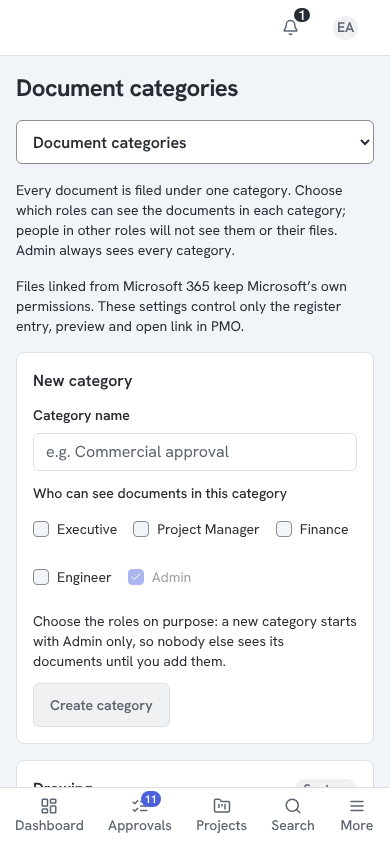 1
EA
Document categories
Document categories
Every document is filed under one category. Choose
which roles can see the documents in each category;
people in other roles will not see them or their files.
Admin always sees every category.
Files linked from Microsoft 365 keep Microsoft’s own
permissions. These settings control only the register
entry, preview and open link in PMO.
New category
Category name
e.g. Commercial approval
Who can see documents in this category
Executive Project Manager Finance
Engineer Admin
Choose the roles on purpose: a new category starts
with Admin only, so nobody else sees its
documents until you add them.
Create category
Drawing
11
Dashboard Approvals Projects Search More